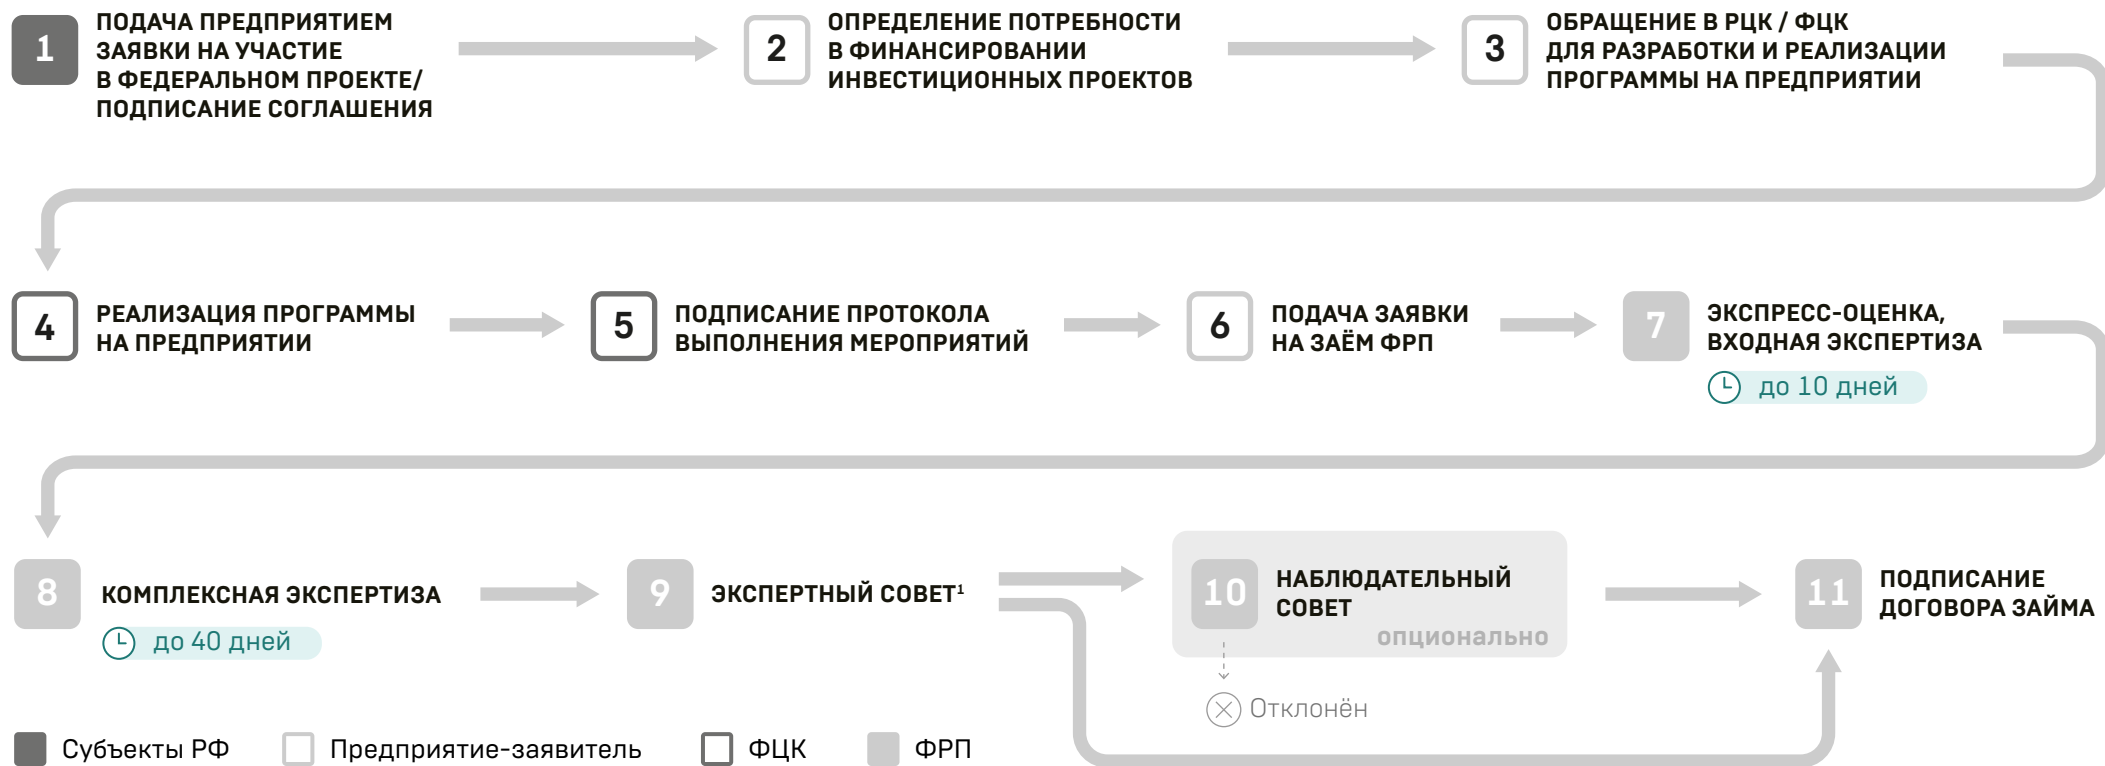 1
ПОДАЧА ПРЕДПРИЯТИЕМ
ЗАЯВКИ НА УЧАСТИЕ
В ФЕДЕРАЛЬНОМ ПРОЕКТЕ/
ПОДПИСАНИЕ СОГЛАШЕНИЯ
2
ОПРЕДЕЛЕНИЕ ПОТРЕБНОСТИ
В ФИНАНСИРОВАНИИ
ИНВЕСТИЦИОННЫХ ПРОЕКТОВ
3
ОБРАЩЕНИЕ В РЦК / ФЦК
ДЛЯ РАЗРАБОТКИ И РЕАЛИЗАЦИИ
ПРОГРАММЫ НА ПРЕДПРИЯТИИ
4
РЕАЛИЗАЦИЯ ПРОГРАММЫ
НА ПРЕДПРИЯТИИ
5
ПОДПИСАНИЕ ПРОТОКОЛА
ВЫПОЛНЕНИЯ МЕРОПРИЯТИЙ
6
ПОДАЧА ЗАЯВКИ
НА ЗАЁМ ФРП
7
ЭКСПРЕСС-ОЦЕНКА,
ВХОДНАЯ ЭКСПЕРТИЗА
до 10 дней
8
КОМПЛЕКСНАЯ ЭКСПЕРТИЗА
до 40 дней
9
ЭКСПЕРТНЫЙ СОВЕТ¹
10
НАБЛЮДАТЕЛЬНЫЙ
СОВЕТ
опционально
Отклонён
11
ПОДПИСАНИЕ
ДОГОВОРА ЗАЙМА
Субъекты РФ
Предприятие-заявитель
ФЦК
ФРП